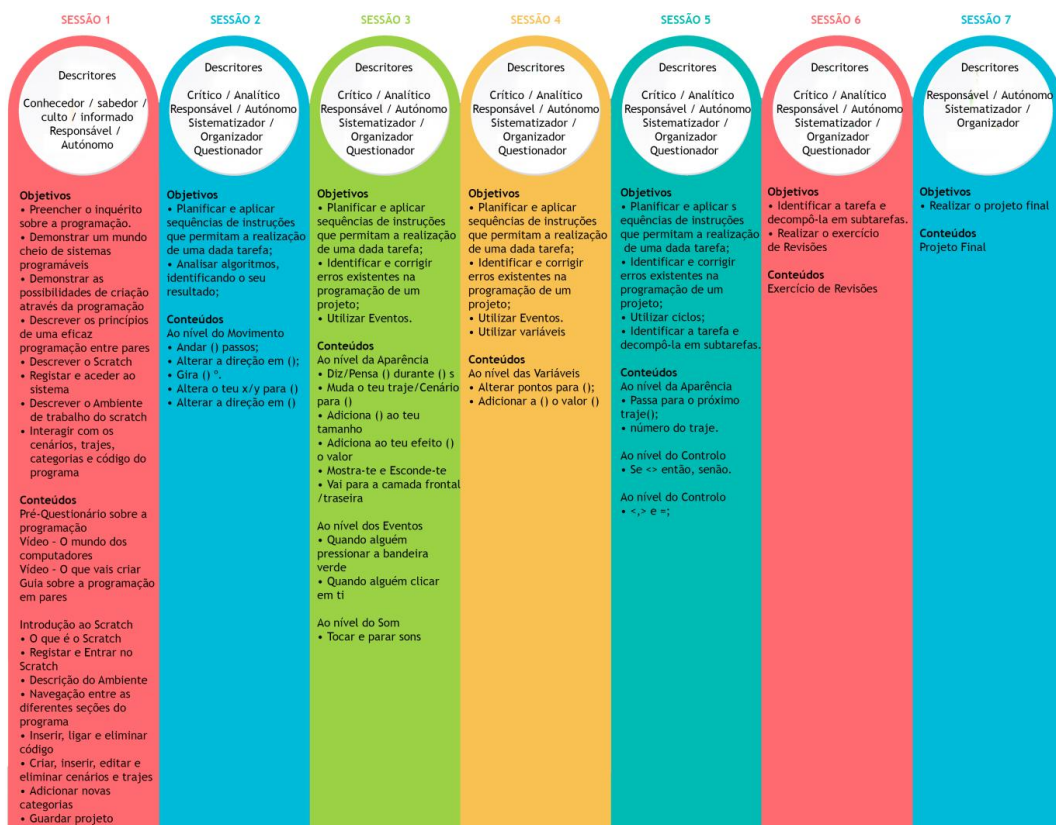 SESSÃO 1
Descritores
Conhecedor / sabedor /
culto / informado
Responsável /
Autónomo
Objetivos
• Preencher o inquérito
sobre a programação.
• Demonstrar um mundo
cheio de sistemas
programáveis
• Demonstrar as
possibilidades de criação
através da programação
• Descrever os princípios
de uma eficaz
programação entre pares
• Descrever o Scratch
• Registar e aceder ao
sistema
• Descrever o Ambiente
de trabalho do scratch
• Interagir com os
cenários, trajes,
categorias e código do
programa
Conteúdos
Pré-Questionário sobre a
programação
Vídeo - O mundo dos
computadores
Vídeo - O que vais criar
Guia sobre a programação
em pares
Introdução ao Scratch
• O que é o Scratch
• Registar e Entrar no
Scratch
• Descrição do Ambiente
• Navegação entre as
diferentes seções do
programa
• Inserir, ligar e eliminar
código
• Criar, inserir, editar e
eliminar cenários e trajes
• Adicionar novas
categorias
• Guardar projeto
SESSÃO 2
Descritores
Crítico / Analítico
Responsável / Autónomo
Sistematizador /
Organizador
Questionador
Objetivos
• Planificar e aplicar
sequências de instruções
que permitam a realização
de uma dada tarefa;
• Analisar algoritmos,
identificando o seu
resultado;
Conteúdos
Ao nível do Movimento
• Andar () passos;
• Alterar a direção em ();
• Gira () º.
• Altera o teu x/y para ()
• Alterar a direção em ()
SESSÃO 3
Descritores
Crítico / Analítico
Responsável / Autónomo
Sistematizador /
Organizador
Questionador
Objetivos
• Planificar e aplicar
sequências de instruções
que permitam a realização
de uma dada tarefa;
• Identificar e corrigir
erros existentes na
programação de um
projeto;
• Utilizar Eventos.
Conteúdos
Ao nível da Aparência
• Diz/Pensa () durante () s
• Muda o teu traje/Cenário
para ()
• Adiciona () ao teu
tamanho
• Adiciona ao teu efeito ()
o valor
• Mostra-te e Esconde-te
• Vai para a camada frontal
/traseira
Ao nível dos Eventos
• Quando alguém
pressionar a bandeira
verde
• Quando alguém clicar
em ti
Ao nível do Som
• Tocar e parar sons
SESSÃO 4
Descritores
Crítico / Analítico
Responsável / Autónomo
Sistematizador /
Organizador
Questionador
Objetivos
• Planificar e aplicar
sequências de instruções
que permitam a realização
de uma dada tarefa;
• Identificar e corrigir
erros existentes na
programação de um
projeto;
• Utilizar Eventos.
• Utilizar variáveis
Conteúdos
Ao nível das Variáveis
• Alterar pontos para ();
• Adicionar a () o valor ()
SESSÃO 5
Descritores
Crítico / Analítico
Responsável / Autónomo
Sistematizador /
Organizador
Questionador
Objetivos
• Planificar e aplicar s
equências de instruções
que permitam a realização
de uma dada tarefa;
• Identificar e corrigir
erros existentes na
programação de um
projeto;
• Utilizar ciclos;
• Identificar a tarefa e
decompô-la em subtarefas.
Conteúdos
Ao nível da Aparência
• Passa para o próximo
traje();
• número do traje.
Ao nível do Controlo
• Se <> então, senão.
Ao nível do Controlo
• <,> e =;
SESSÃO 6
Descritores
Crítico / Analítico
Responsável / Autónomo
Sistematizador /
Organizador
Questionador
Objetivos
• Identificar a tarefa e
decompô-la em subtarefas.
• Realizar o exercício
de Revisões
Conteúdos
Exercício de Revisões
SESSÃO 7
Descritores
Responsável / Autónomo
Sistematizador /
Organizador
Objetivos
• Realizar o projeto final
Conteúdos
Projeto Final